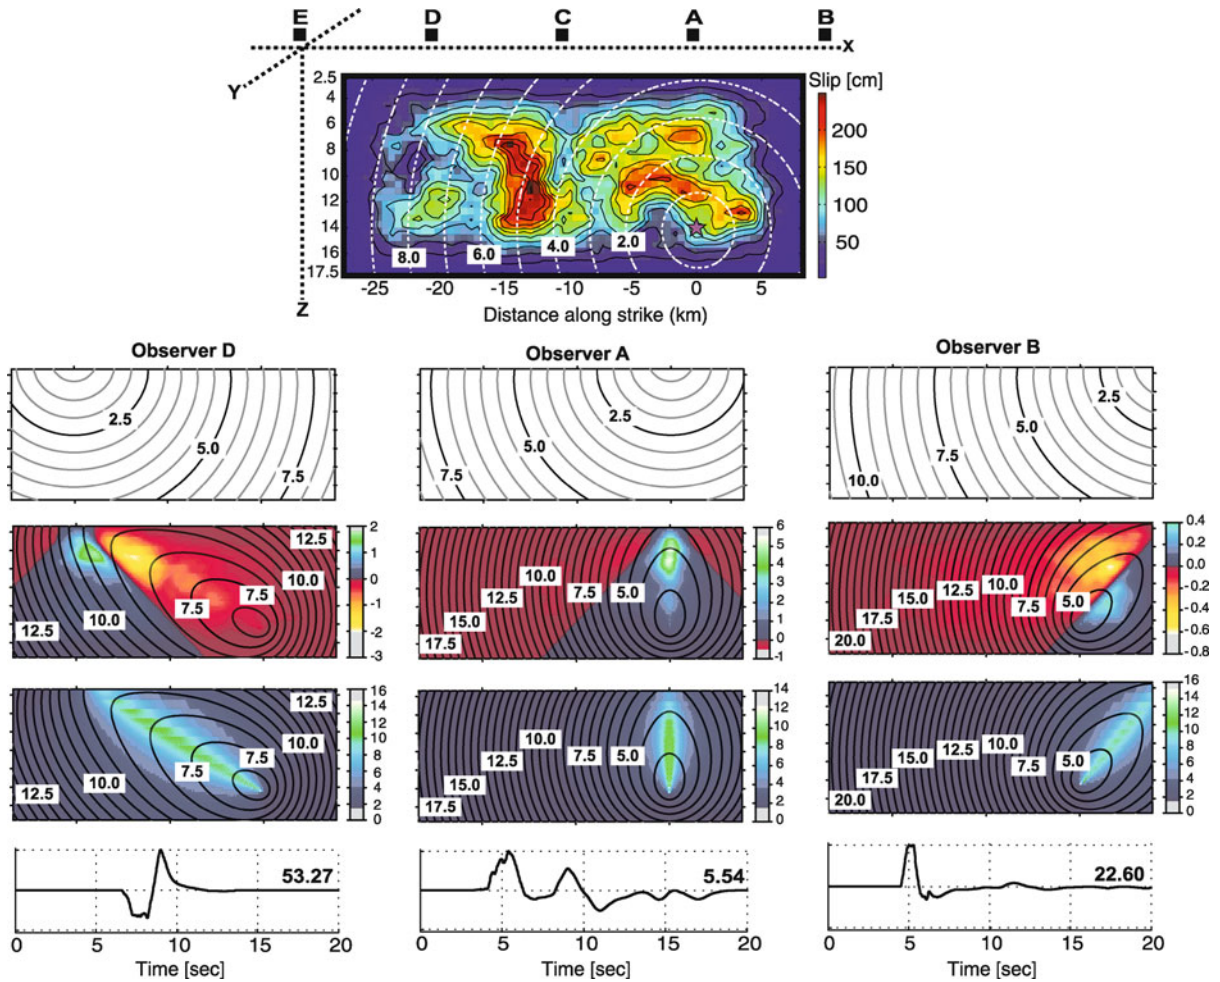 E D C A B
X
Y
Z
Slip [cm]
2.5
4
6
8
10
12
14
16
17.5
8.0 6.0 4.0 2.0
200
150
100
50
-25 -20 -15 -10 -5 0 5
Distance along strike (km)
Observer D Observer A Observer B
2.5 5.0 7.5
2.5 5.0 7.5
2.5 5.0 7.5 10.0
12.5 10.0 7.5 7.5 10.0 12.5
2
1
0
-1
-2
-3
10.0 7.5 5.0 12.5 15.0 17.5
6
5
4
3
2
1
0
-1
5.0 7.5 10.0 12.5 15.0 17.5 20.0
0.4
0.2
0.0
-0.2
-0.4
-0.6
-0.8
12.5 10.0 7.5 7.5 10.0 12.5
16
14
12
10
8
6
4
2
0
10.0 7.5 5.0 12.5 15.0 17.5
14
12
10
8
6
4
2
0
5.0 7.5 10.0 12.5 15.0 17.5 20.0
16
14
12
10
8
6
4
2
0
53.27 5.54 22.60
0 5 10 15 20
0 5 10 15 20
0 5 10 15 20
Time [sec] Time [sec] Time [sec]